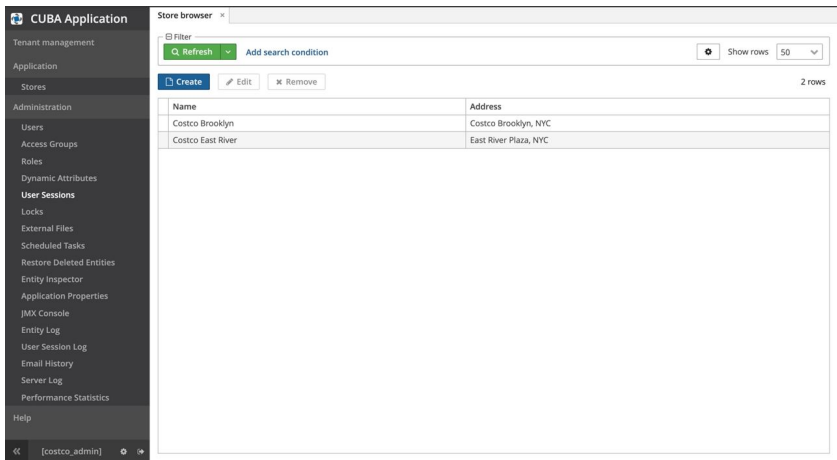 CUBA Application
Tenant management
Application
Stores
Administration
Users
Access Groups
Roles
Dynamic Attributes
User Sessions
Locks
External Files
Scheduled Tasks
Restore Deleted Entities
Entity Inspector
Application Properties
JMX Console
Entity Log
User Session Log
Email History
Server Log
Performance Statistics
Help
[costco_admin]
Store browser ×
Filter
Refresh Add search condition Show rows 50
Create Edit Remove 2 rows
Name Address
Costco Brooklyn Costco Brooklyn, NYC
Costco East River East River Plaza, NYC